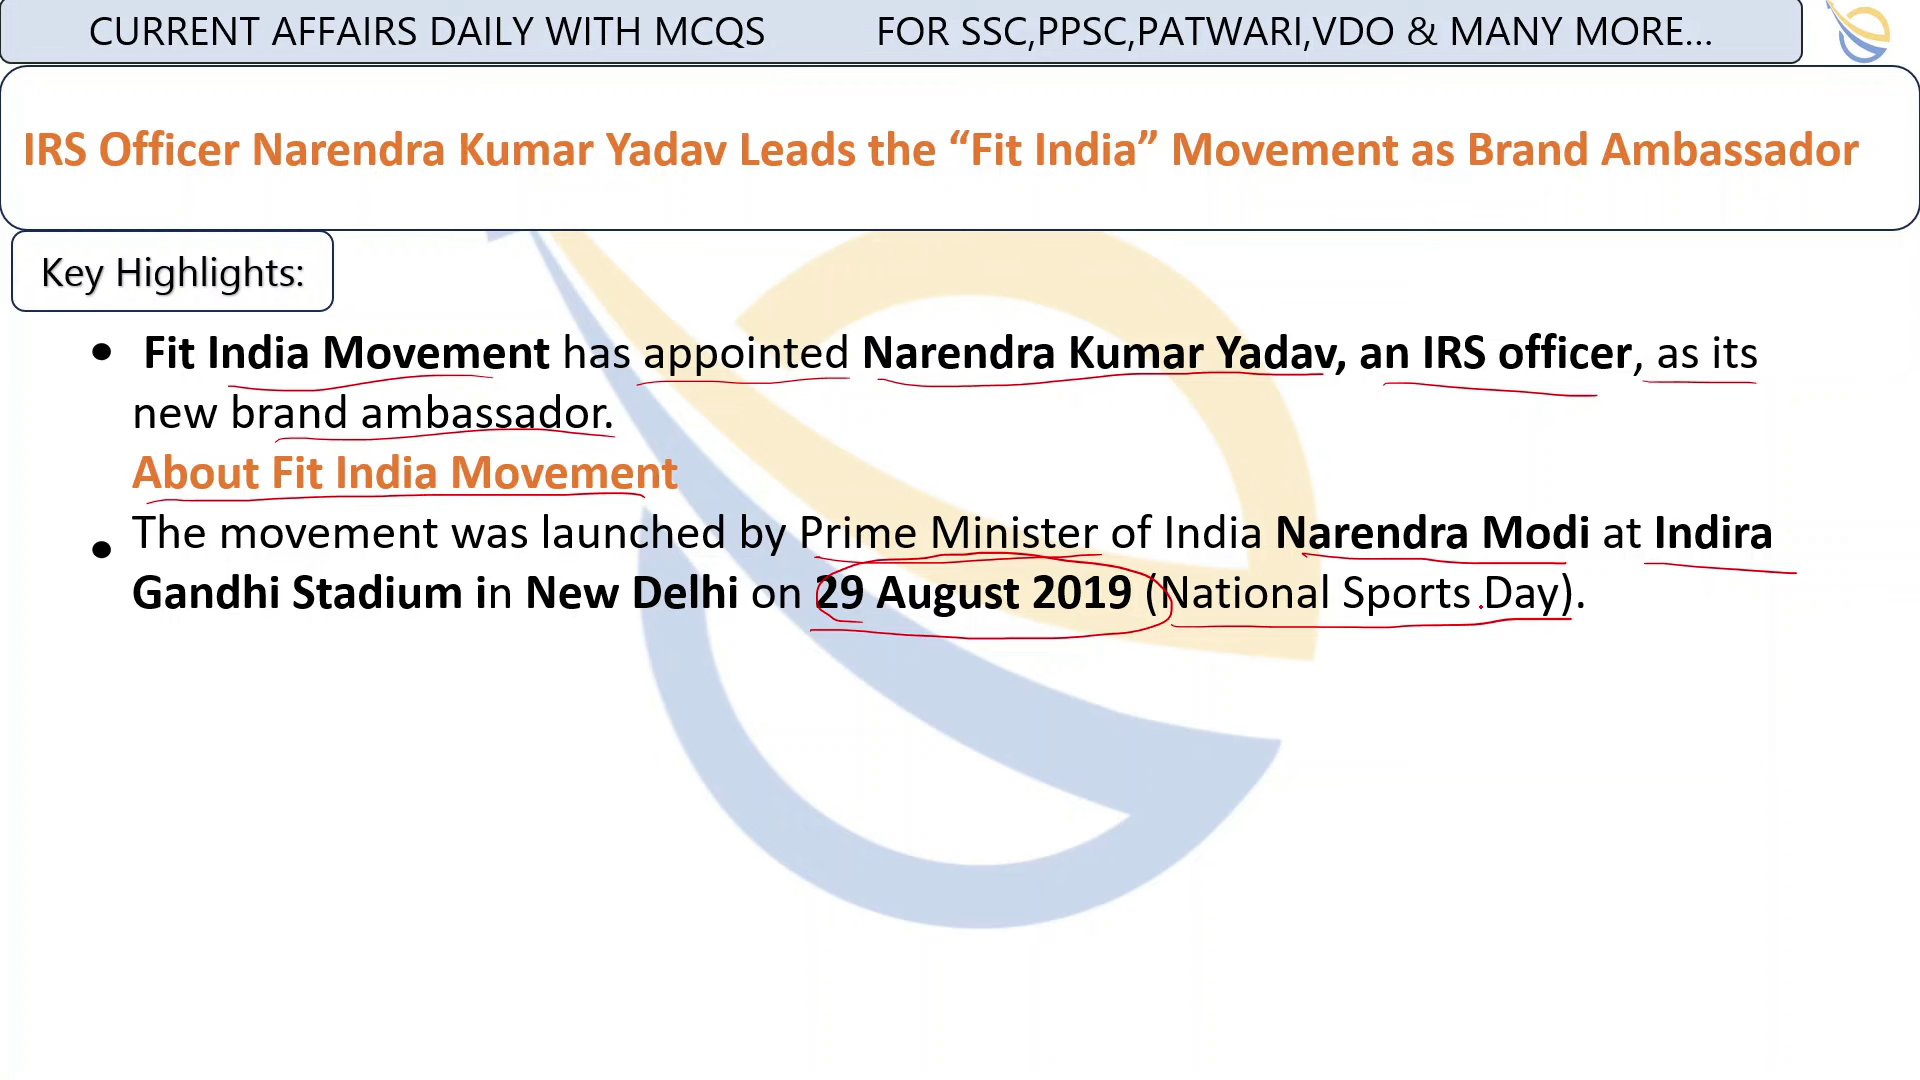 CURRENT AFFAIRS DAILY WITH MCQS FOR SSC,PPSC,PATWARI,VDO & MANY MORE...
IRS Officer Narendra Kumar Yadav Leads the “Fit India” Movement as Brand Ambassador
Key Highlights:
• Fit India Movement has appointed Narendra Kumar Yadav, an IRS officer, as its
new brand ambassador.
About Fit India Movement
• The movement was launched by Prime Minister of India Narendra Modi at Indira
Gandhi Stadium in New Delhi on 29 August 2019 (National Sports Day).